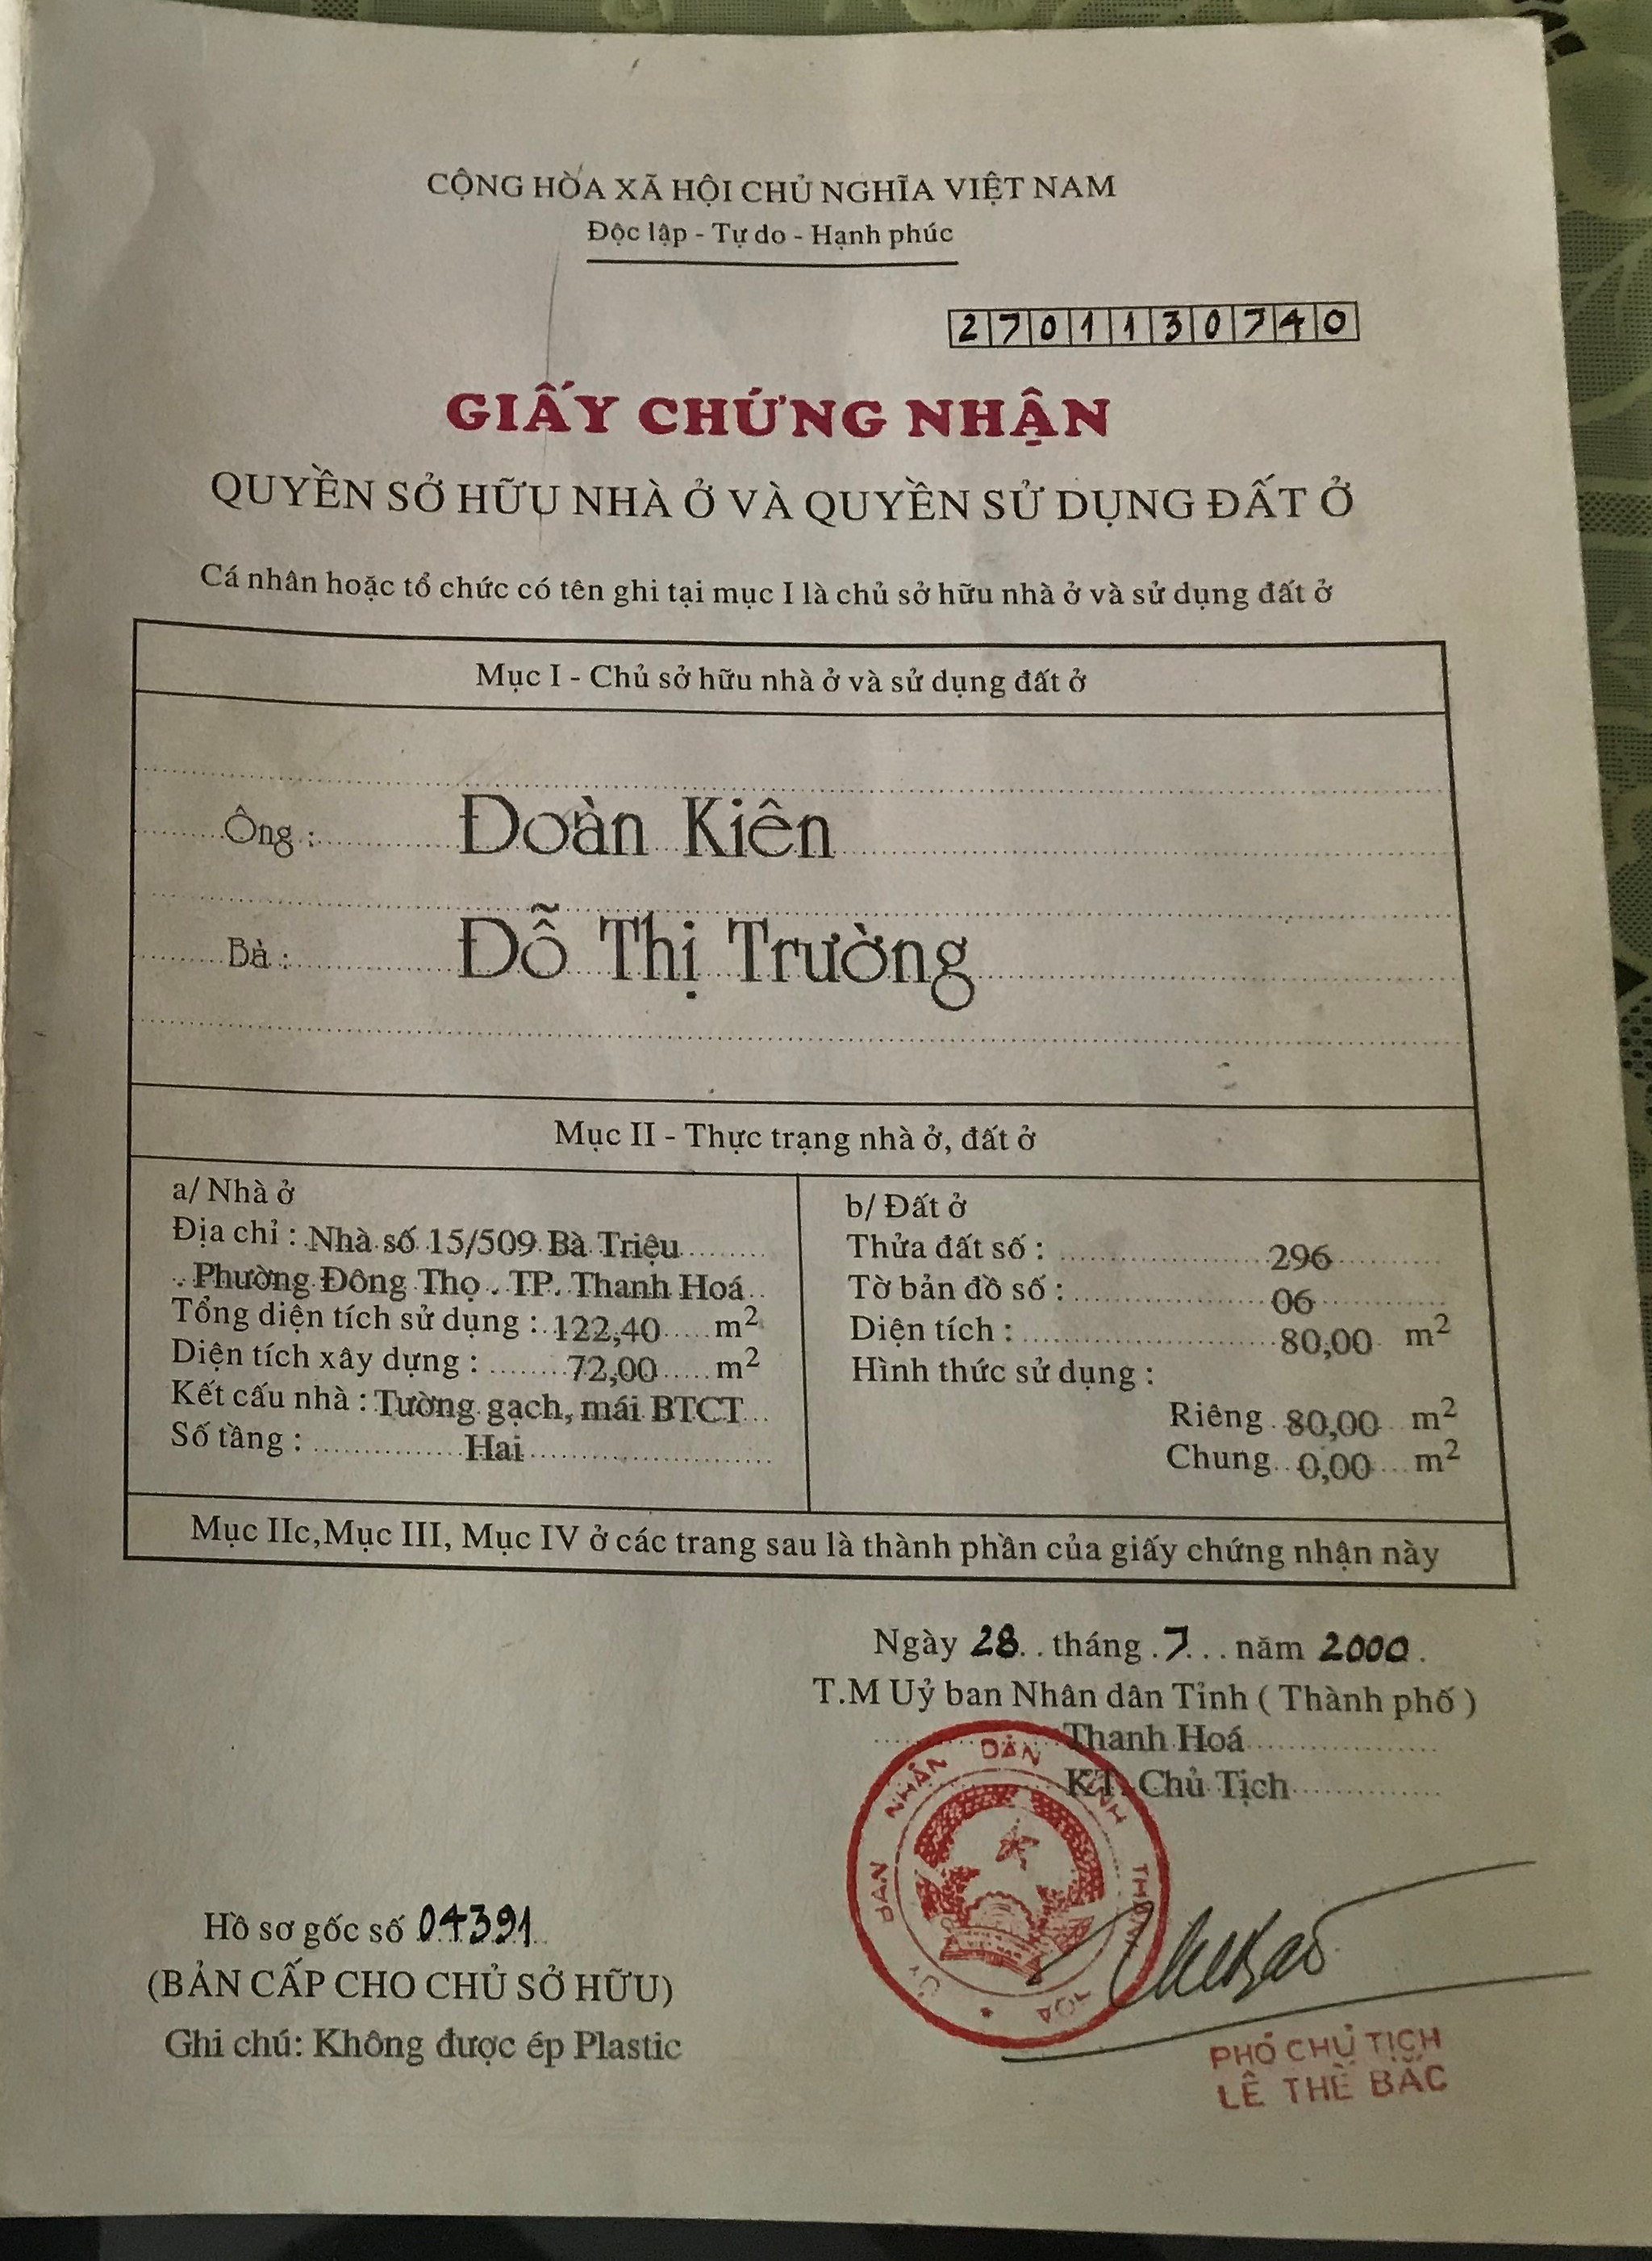 CỘNG HÒA XÃ HỘI CHỦ NGHĨA VIỆT NAM
Độc lập - Tự do - Hạnh phúc
2701130740
GIẤY CHỨNG NHẬN
QUYỀN SỞ HỮU NHÀ Ở VÀ QUYỀN SỬ DỤNG ĐẤT Ở
Cá nhân hoặc tổ chức có tên ghi tại mục I là chủ sở hữu nhà ở và sử dụng đất ở
Mục I - Chủ sở hữu nhà ở và sử dụng đất ở
Ông : Đoàn Kiên
Bà : Đỗ Thị Trường
Mục II - Thực trạng nhà ở, đất ở
a/ Nhà ở
Địa chỉ : Nhà số 15/509 Bà Triệu
Phường Đông Thọ . TP. Thanh Hoá
Tổng diện tích sử dụng : 122,40 m2
Diện tích xây dựng : 72,00 m2
Kết cấu nhà : Tường gạch, mái BTCT
Số tầng : Hai
b/ Đất ở
Thửa đất số : 296
Tờ bản đồ số : 06
Diện tích : 80,00 m2
Hình thức sử dụng :
Riêng 80,00 m2
Chung 0,00 m2
Mục IIc,Mục III, Mục IV ở các trang sau là thành phần của giấy chứng nhận này
Ngày 28 tháng 7 năm 2000
T.M Uỷ ban Nhân dân Tỉnh ( Thành phố )
Thanh Hoá
KT. Chủ Tịch
ỦY BAN NHÂN DÂN TỈNH THANH HÓA
PHÓ CHỦ TỊCH
LÊ THẾ BẮC
Hồ sơ gốc số 04391
(BẢN CẤP CHO CHỦ SỞ HỮU)
Ghi chú: Không được ép Plastic